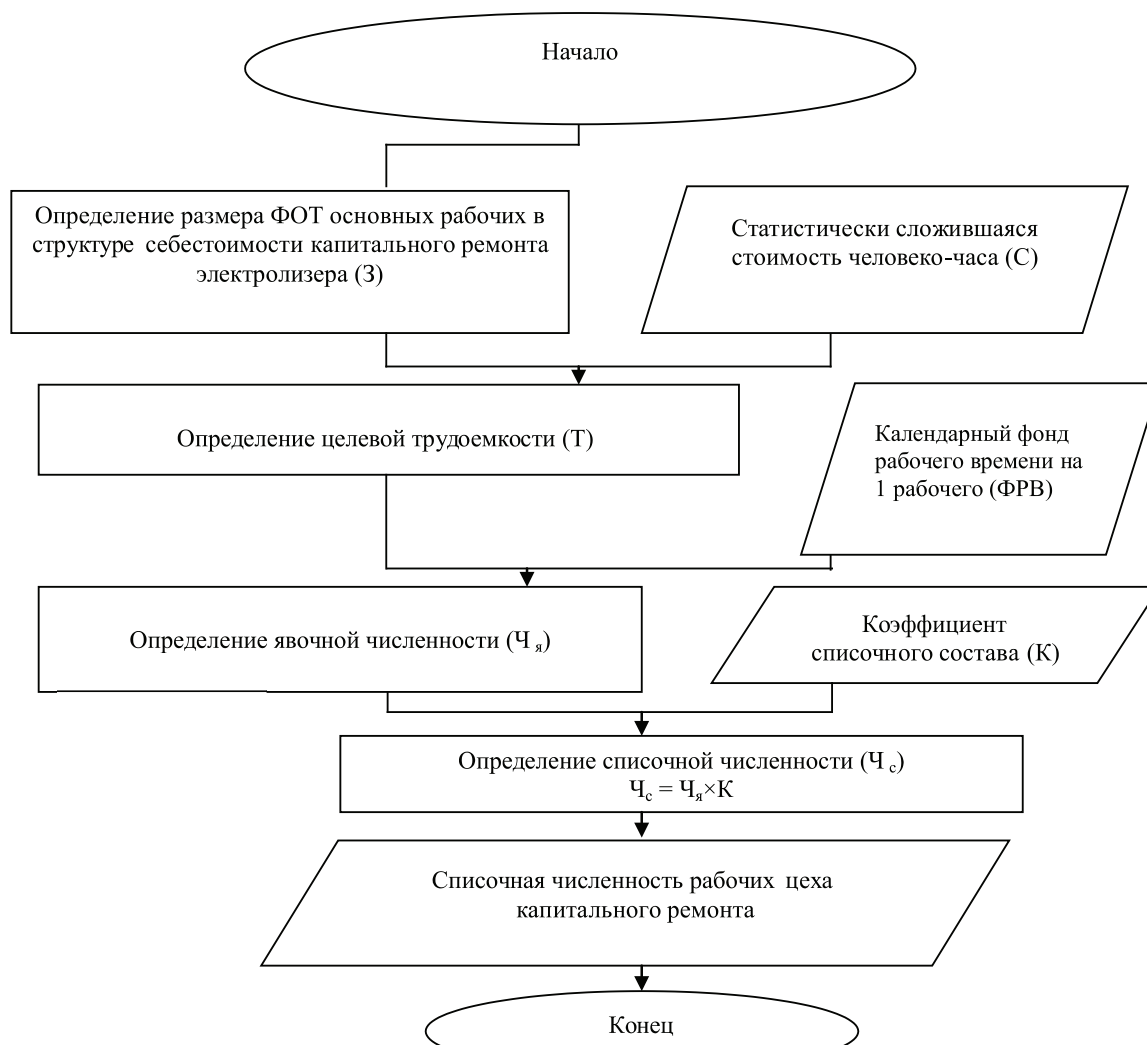 Начало
Определение размера ФОТ основных рабочих в
структуре себестоимости капитального ремонта
электролизера (З)
Статистически сложившаяся
стоимость человеко-часа (С)
Определение целевой трудоемкости (Т)
Календарный фонд
рабочего времени на
1 рабочего (ФРВ)
Определение явочной численности (Ч я)
Коэффициент
списочного состава (К)
Определение списочной численности (Ч с)
Чс = Чя×К
Списочная численность рабочих цеха
капитального ремонта
Конец